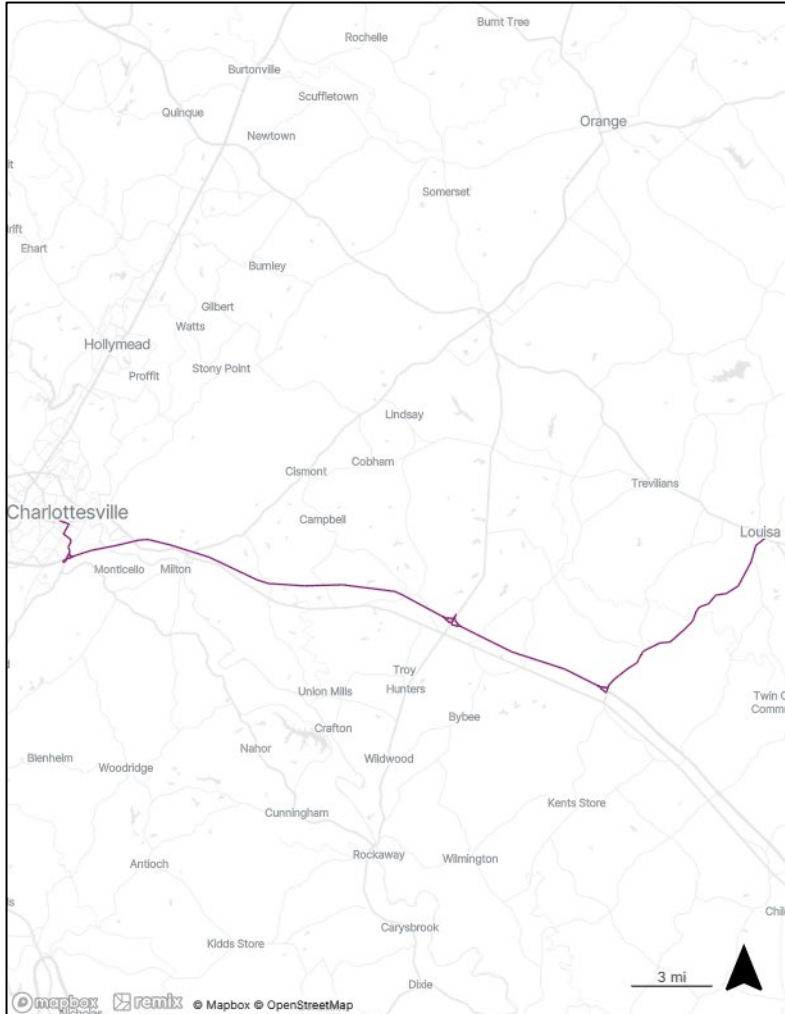 Burnt Tree
Rochelle
Burtonville
Scuffletown
Quinque
Orange
Newtown
Somerset
Ehart
Burnley
Gilbert
Watts
Hollymead
Stony Point
Proffit
Lindsay
Cobham
Cismont
Trevilians
Charlottesville
Campbell
Louisa
Monticello
Milton
Troy
Union Mills
Hunters
Twin
Bybee
Crafton
Nahor
Blenheim
Wildwood
Woodridge
Kents Store
Cunningham
Rockaway
Wilmington
Antioch
Carysbrook
Kidds Store
3 mi
Dixie
mapbox remix © Mapbox © OpenStreetMap